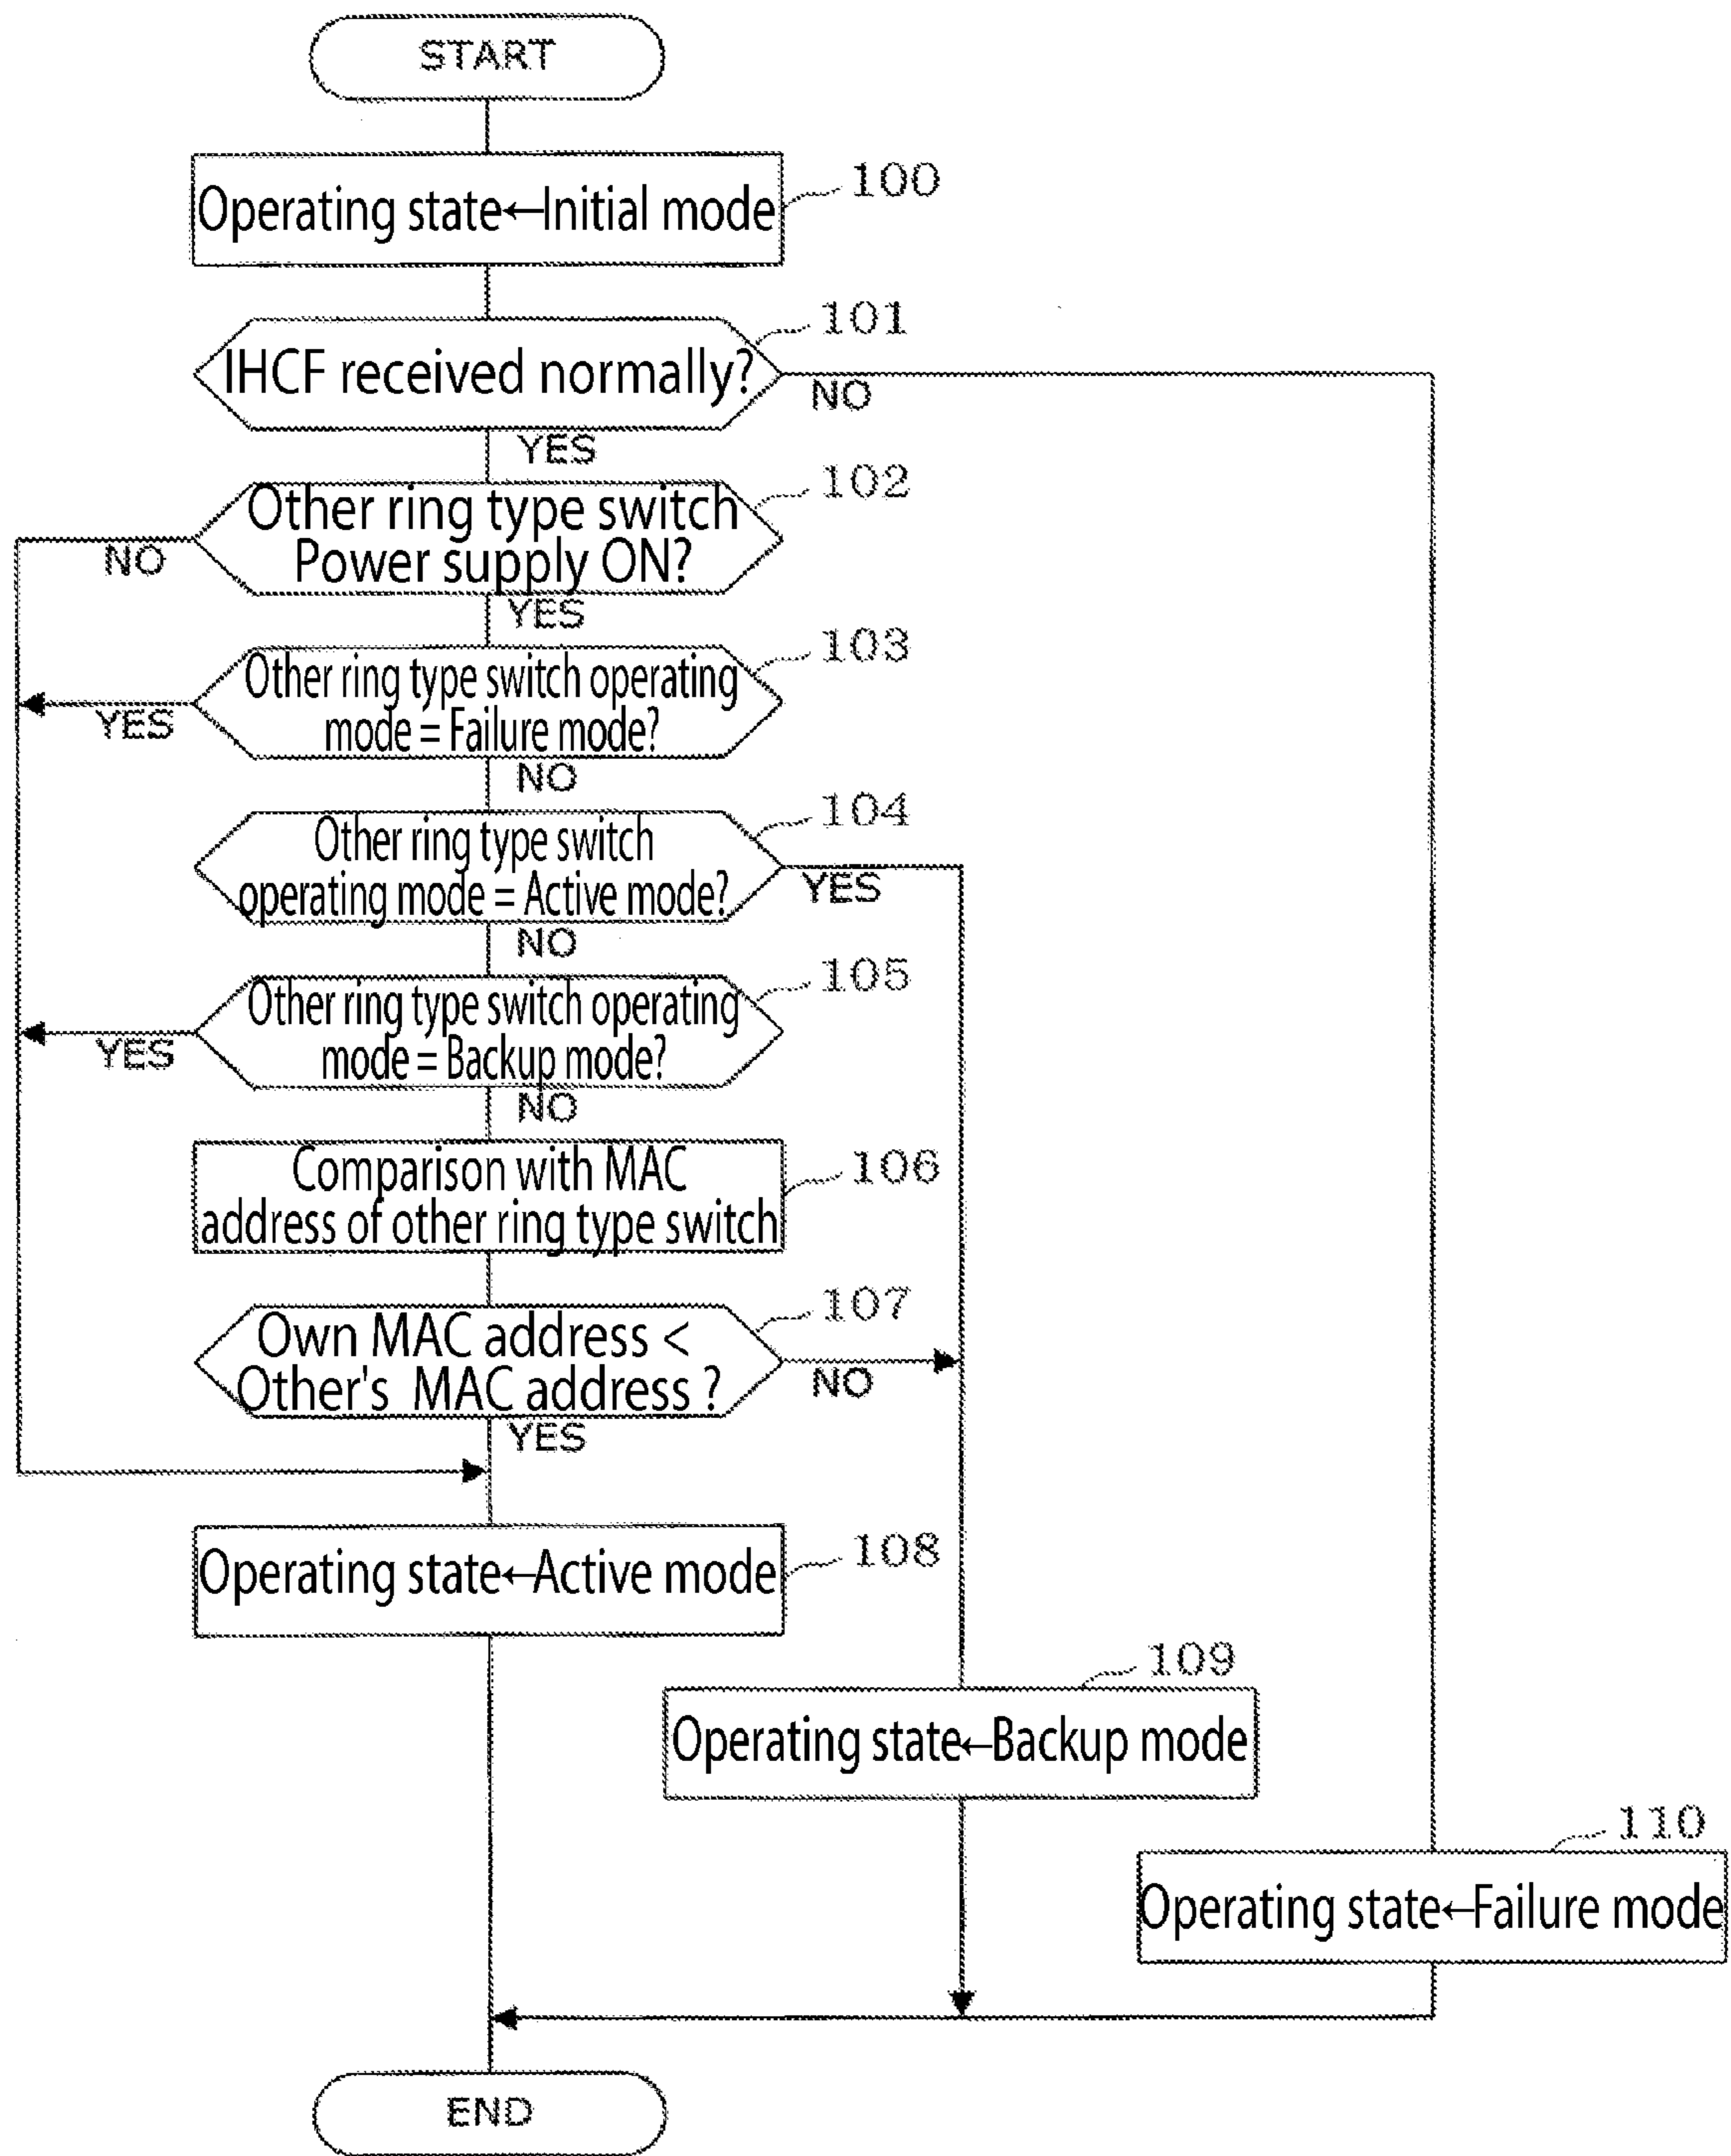 START
Operating state←Initial mode
100
IHCF received normally?
101
NO
YES
Other ring type switch
Power supply ON?
102
NO
YES
Other ring type switch operating
mode = Failure mode?
103
YES
NO
Other ring type switch
operating mode = Active mode?
104
YES
NO
Other ring type switch operating
mode = Backup mode?
105
YES
NO
Comparison with MAC
address of other ring type switch
106
Own MAC address <
Other's MAC address ?
107
NO
YES
Operating state←Active mode
108
109
Operating state←Backup mode
110
Operating state←Failure mode
END